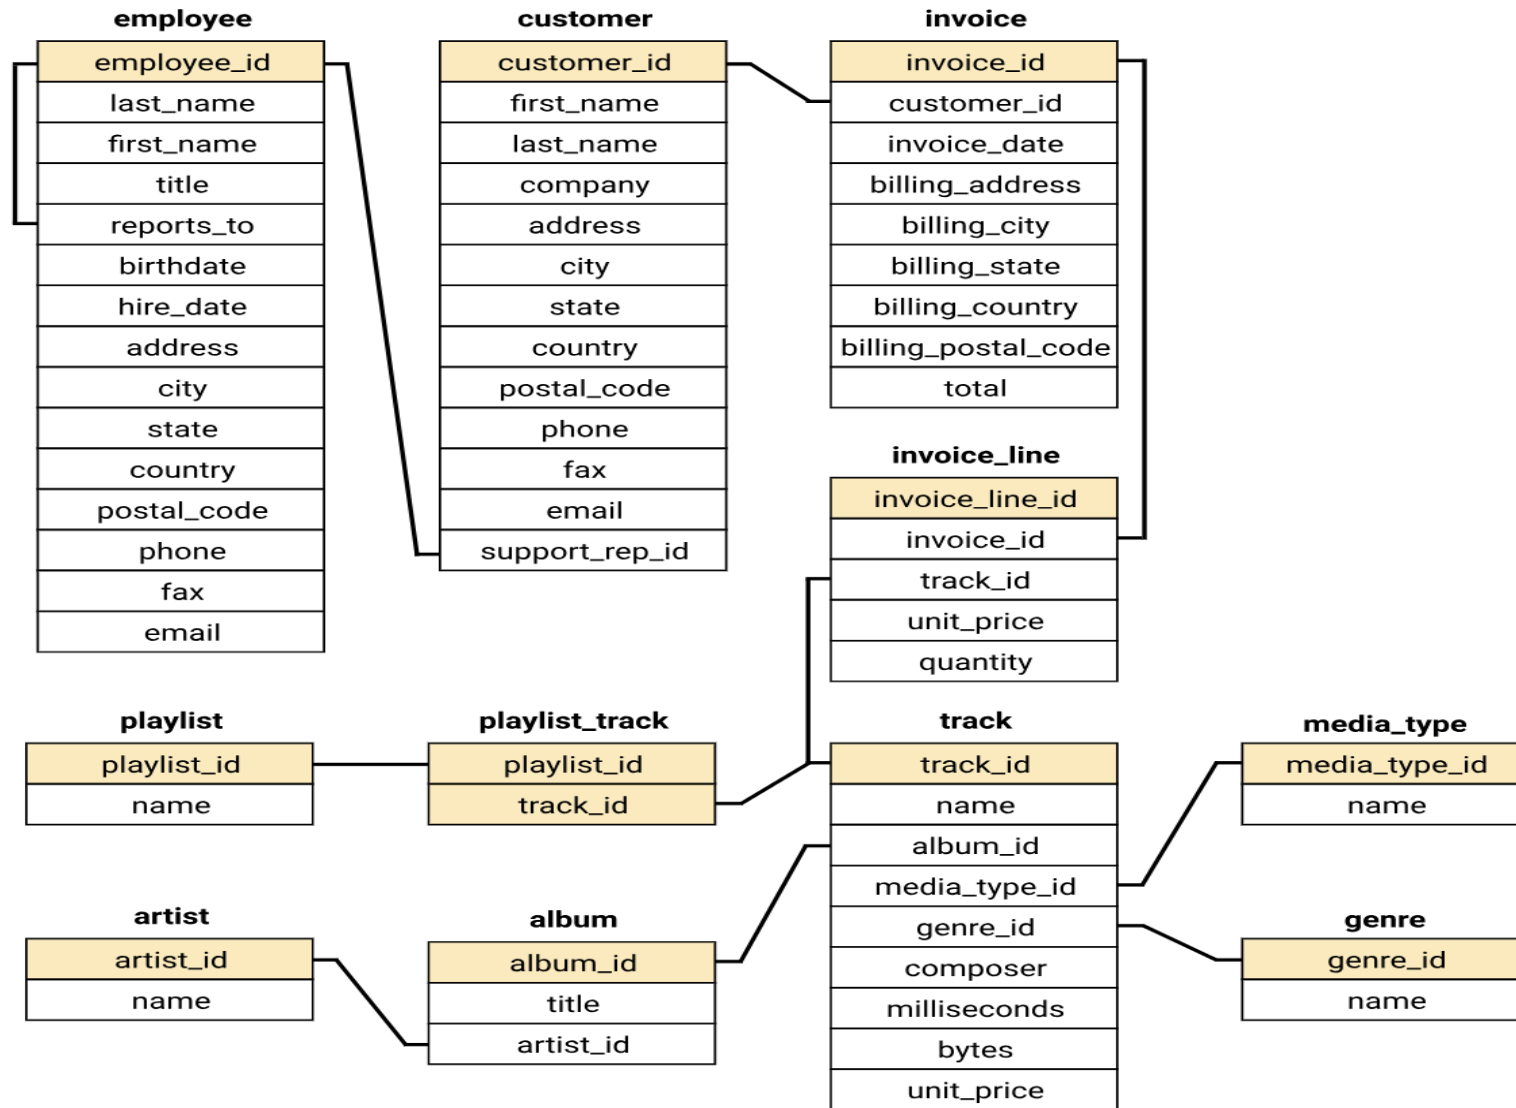 employee
employee_id
last_name
first_name
title
reports_to
birthdate
hire_date
address
city
state
country
postal_code
phone
fax
email
customer
customer_id
first_name
last_name
company
address
city
state
country
postal_code
phone
fax
email
support_rep_id
invoice
invoice_id
customer_id
invoice_date
billing_address
billing_city
billing_state
billing_country
billing_postal_code
total
invoice_line
invoice_line_id
invoice_id
track_id
unit_price
quantity
playlist
playlist_id
name
playlist_track
playlist_id
track_id
track
track_id
name
album_id
media_type_id
genre_id
composer
milliseconds
bytes
unit_price
media_type
media_type_id
name
artist
artist_id
name
album
album_id
title
artist_id
genre
genre_id
name